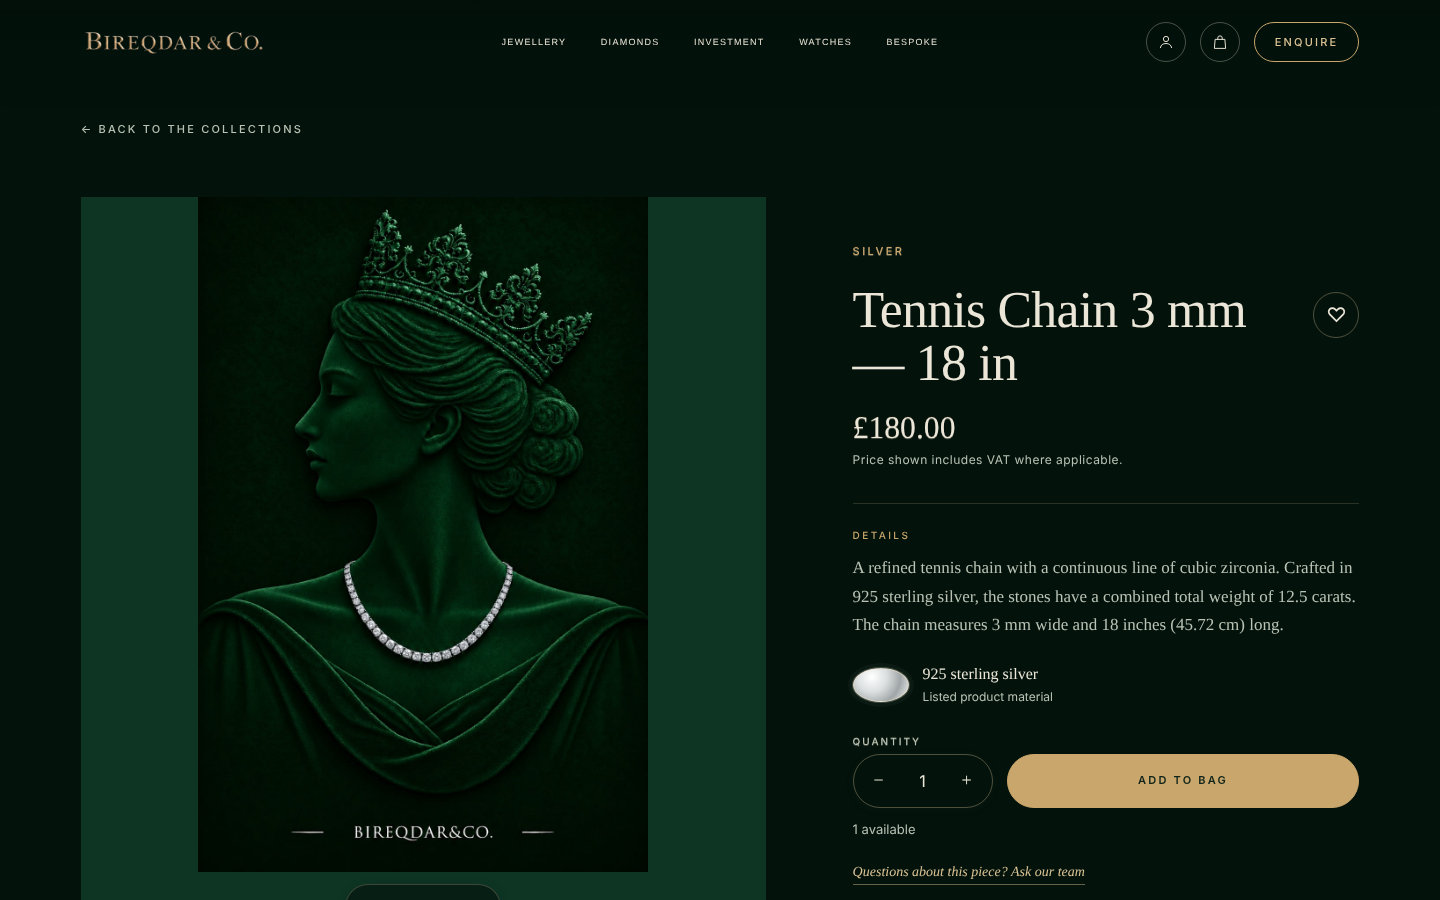 BIREQDAR & CO.
JEWELLERY DIAMONDS INVESTMENT WATCHES BESPOKE
ENQUIRE
← BACK TO THE COLLECTIONS
BIREQDAR&CO.
SILVER
Tennis Chain 3 mm
— 18 in
£180.00
Price shown includes VAT where applicable.
DETAILS
A refined tennis chain with a continuous line of cubic zirconia. Crafted in
925 sterling silver, the stones have a combined total weight of 12.5 carats.
The chain measures 3 mm wide and 18 inches (45.72 cm) long.
925 sterling silver
Listed product material
QUANTITY
− 1 +
ADD TO BAG
1 available
Questions about this piece? Ask our team